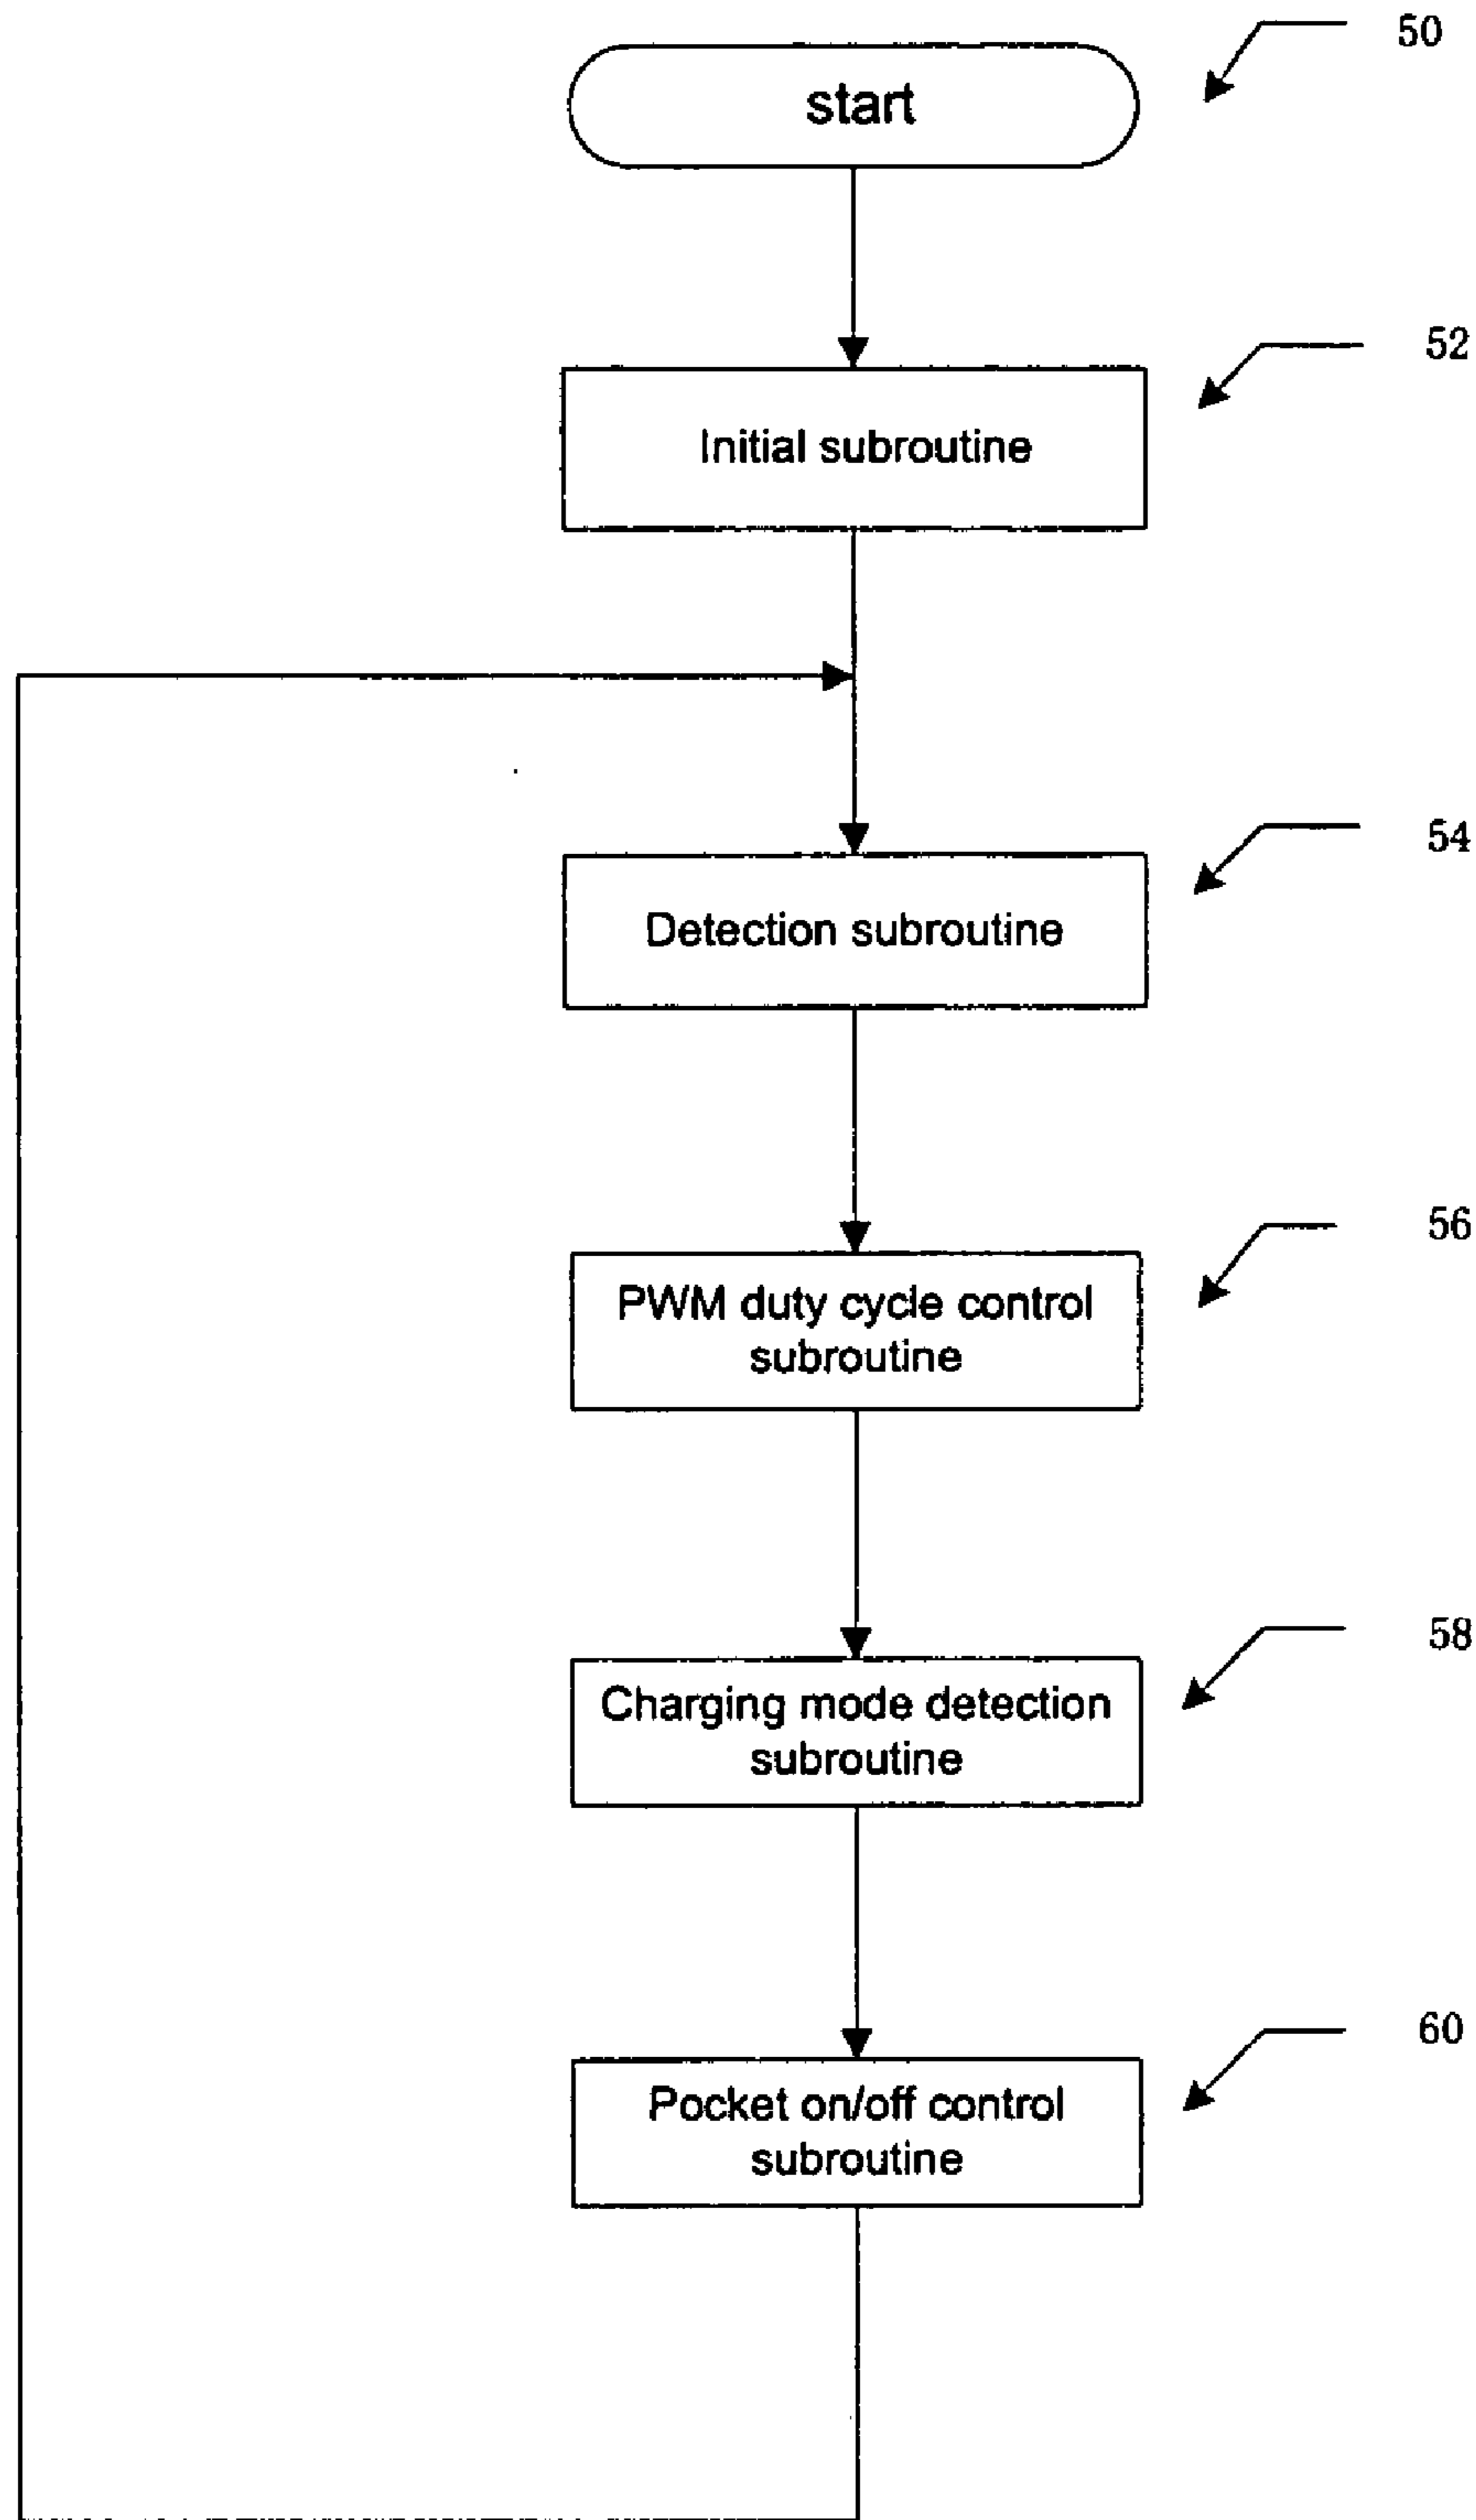 50
start
52
Initial subroutine
54
Detection subroutine
56
PWM duty cycle control
subroutine
58
Charging mode detection
subroutine
60
Pocket on/off control
subroutine